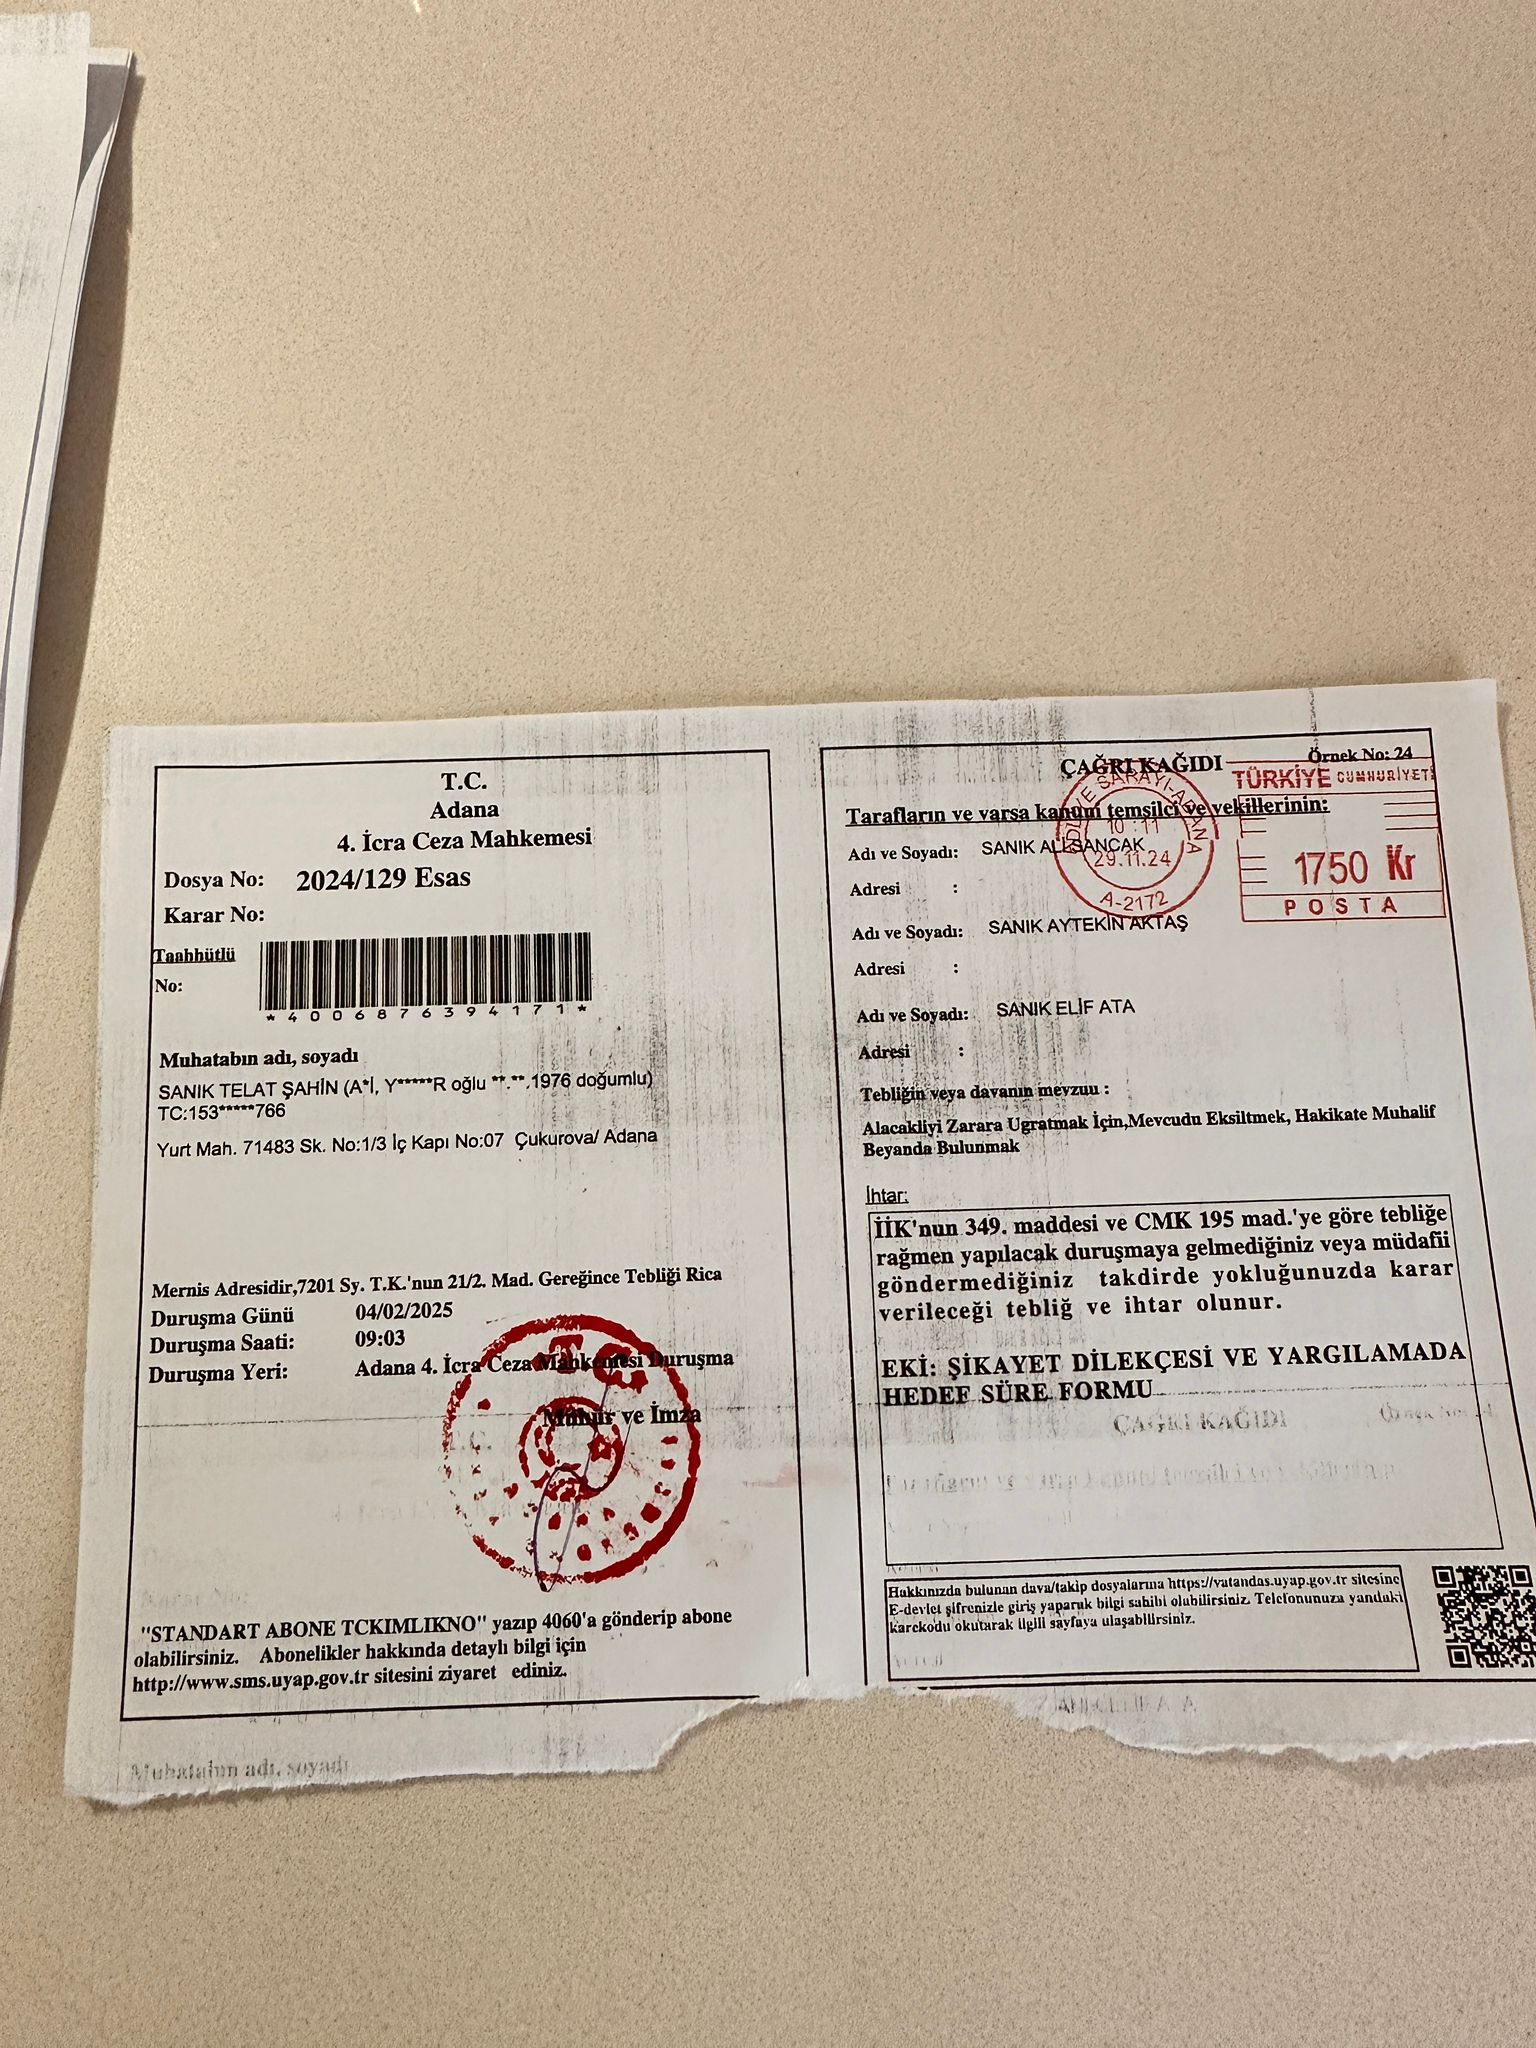 T.C.
Adana
4. İcra Ceza Mahkemesi
Dosya No: 2024/129 Esas
Karar No:
Taahhütlü
No:
*4006876394171*
Muhatabın adı, soyadı
SANIK TELAT ŞAHİN (A*İ, Y*****R oğlu **.**.1976 doğumlu)
TC:153*****766
Yurt Mah. 71483 Sk. No:1/3 İç Kapı No:07 Çukurova/ Adana
Mernis Adresidir,7201 Sy. T.K.'nun 21/2. Mad. Gereğince Tebliği Rica
Duruşma Günü 04/02/2025
Duruşma Saati: 09:03
Duruşma Yeri: Adana 4. İcra Ceza Mahkemesi Duruşma
Mühür ve İmza
T.C.
"STANDART ABONE TCKIMLIKNO" yazıp 4060'a gönderip abone
olabilirsiniz. Abonelikler hakkında detaylı bilgi için
http://www.sms.uyap.gov.tr sitesini ziyaret ediniz.
Muhatabın adı, soyadı
ÇAĞRI KAĞIDI Örnek No: 24
Tarafların ve varsa kanuni temsilci ve vekillerinin:
Adı ve Soyadı: SANIK ALİ SANCAK
Adresi :
Adı ve Soyadı: SANIK AYTEKİN AKTAŞ
Adresi :
Adı ve Soyadı: SANIK ELİF ATA
Adresi :
SARAYI-ADANA
10:11
29.11.24
A-2172
TÜRKİYE CUMHURİYETİ
1750 Kr
POSTA
Tebliğin veya davanın mevzuu :
Alacakliyi Zarara Ugratmak İçin,Mevcudu Eksiltmek, Hakikate Muhalif
Beyanda Bulunmak
İhtar:
İİK'nun 349. maddesi ve CMK 195 mad.'ye göre tebliğe
rağmen yapılacak duruşmaya gelmediğiniz veya müdafii
göndermediğiniz takdirde yokluğunuzda karar
verileceği tebliğ ve ihtar olunur.
EKİ: ŞİKAYET DİLEKÇESİ VE YARGILAMADA
HEDEF SÜRE FORMU
ÇAĞRI KAĞIDI
Hakkınızda bulunan dava/takip dosyalarına https://vatandas.uyap.gov.tr sitesine
E-devlet şifrenizle giriş yaparak bilgi sahibi olabilirsiniz. Telefonunuza yandaki
karekodu okutarak ilgili sayfaya ulaşabilirsiniz.